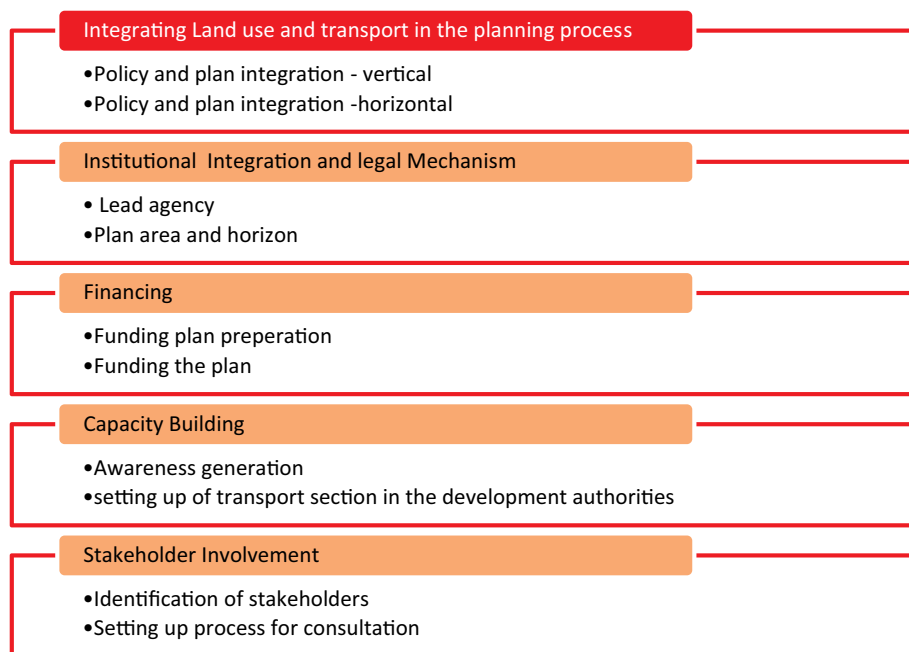 Integrating Land use and transport in the planning process
•Policy and plan integration - vertical
•Policy and plan integration -horizontal
Institutional  Integration and legal Mechanism
• Lead agency
•Plan area and horizon
Financing
•Funding plan preperation
•Funding the plan
Capacity Building
•Awareness generation
•setting up of transport section in the development authorities
Stakeholder Involvement
•Identification of stakeholders
•Setting up process for consultation